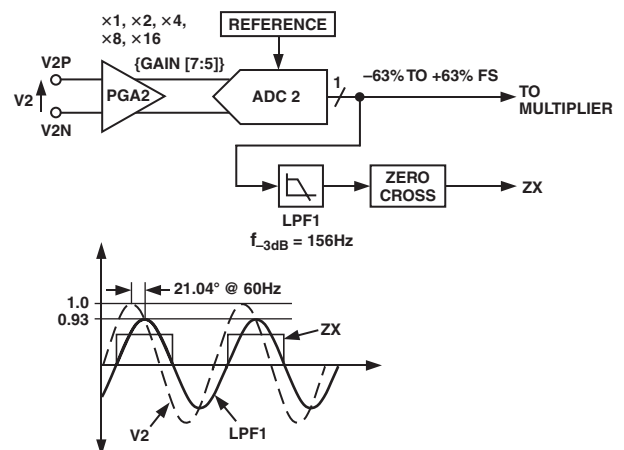 ×1, ×2, ×4,
×8, ×16
REFERENCE
{GAIN [7:5]}
V2P
V2
V2N
PGA2
ADC 2
1
–63% TO +63% FS
TO
MULTIPLIER
LPF1
f–3dB = 156Hz
ZERO
CROSS
ZX
21.04° @ 60Hz
1.0
0.93
ZX
V2
LPF1